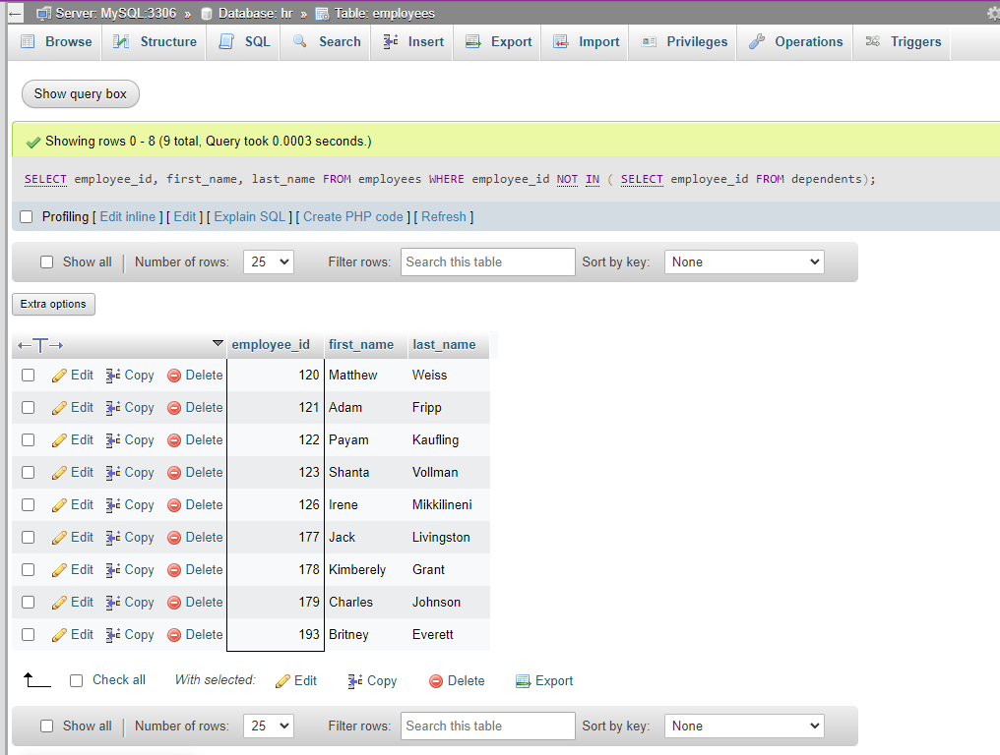 Server: MySQL:3306 » Database: hr » Table: employees
Browse Structure SQL Search Insert Export Import Privileges Operations Triggers
Show query box
Showing rows 0 - 8 (9 total, Query took 0.0003 seconds.)
SELECT employee_id, first_name, last_name FROM employees WHERE employee_id NOT IN ( SELECT employee_id FROM dependents);
Profiling [ Edit inline ] [ Edit ] [ Explain SQL ] [ Create PHP code ] [ Refresh ]
Show all | Number of rows: 25 Filter rows: Search this table Sort by key: None
Extra options
←T→ employee_id first_name last_name
Edit Copy Delete 120 Matthew Weiss
Edit Copy Delete 121 Adam Fripp
Edit Copy Delete 122 Payam Kaufling
Edit Copy Delete 123 Shanta Vollman
Edit Copy Delete 126 Irene Mikkilineni
Edit Copy Delete 177 Jack Livingston
Edit Copy Delete 178 Kimberely Grant
Edit Copy Delete 179 Charles Johnson
Edit Copy Delete 193 Britney Everett
Check all With selected: Edit Copy Delete Export
Show all | Number of rows: 25 Filter rows: Search this table Sort by key: None